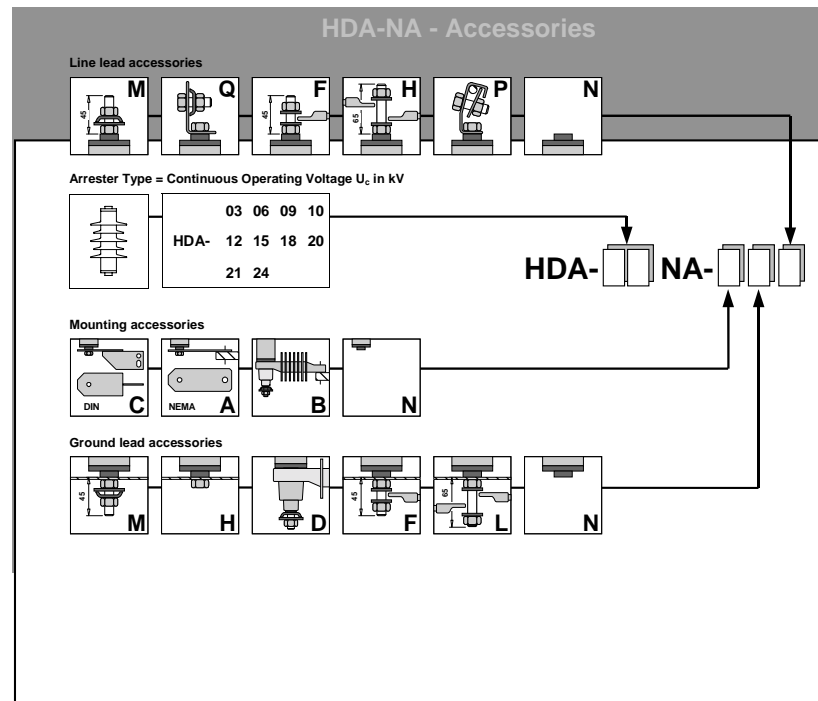 HDA-NA - Accessories
Line lead accessories
M Q F H P N
45 45 65
Arrester Type = Continuous Operating Voltage Uc in kV
03 06 09 10
HDA- 12 15 18 20
21 24
HDA- NA-
Mounting accessories
DIN C NEMA A B N
Ground lead accessories
45 45 65
M H D F L N